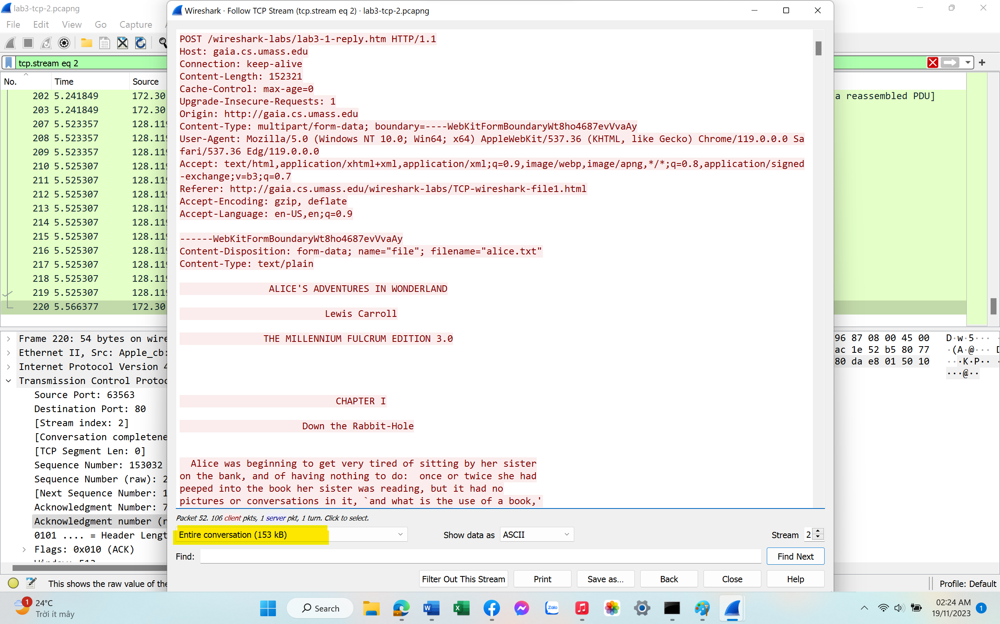 lab3-tcp-2.pcapng
Wireshark · Follow TCP Stream (tcp.stream eq 2) · lab3-tcp-2.pcapng
File Edit View Go Capture
tcp.stream eq 2
No. Time Source
202 5.241849 172.30
203 5.241849 172.30
207 5.523357 128.119
208 5.523357 128.119
209 5.523357 128.119
210 5.525307 128.119
211 5.525307 128.119
212 5.525307 128.119
213 5.525307 128.119
214 5.525307 128.119
215 5.525307 128.119
216 5.525307 128.119
217 5.525307 128.119
218 5.525307 128.119
219 5.525307 128.119
220 5.566377 172.30
a reassembled PDU]
POST /wireshark-labs/lab3-1-reply.htm HTTP/1.1
Host: gaia.cs.umass.edu
Connection: keep-alive
Content-Length: 152321
Cache-Control: max-age=0
Upgrade-Insecure-Requests: 1
Origin: http://gaia.cs.umass.edu
Content-Type: multipart/form-data; boundary=----WebKitFormBoundaryWt8ho4687evVvaAy
User-Agent: Mozilla/5.0 (Windows NT 10.0; Win64; x64) AppleWebKit/537.36 (KHTML, like Gecko) Chrome/119.0.0.0 Sa
fari/537.36 Edg/119.0.0.0
Accept: text/html,application/xhtml+xml,application/xml;q=0.9,image/webp,image/apng,*/*;q=0.8,application/signed
-exchange;v=b3;q=0.7
Referer: http://gaia.cs.umass.edu/wireshark-labs/TCP-wireshark-file1.html
Accept-Encoding: gzip, deflate
Accept-Language: en-US,en;q=0.9
------WebKitFormBoundaryWt8ho4687evVvaAy
Content-Disposition: form-data; name="file"; filename="alice.txt"
Content-Type: text/plain
ALICE'S ADVENTURES IN WONDERLAND
Lewis Carroll
THE MILLENNIUM FULCRUM EDITION 3.0
CHAPTER I
Down the Rabbit-Hole
Alice was beginning to get very tired of sitting by her sister
on the bank, and of having nothing to do:  once or twice she had
peeped into the book her sister was reading, but it had no
pictures or conversations in it, `and what is the use of a book,'
Packet 52. 106 client pkts, 1 server pkt, 1 turn. Click to select.
Entire conversation (153 kB)
Show data as ASCII
Stream 2
Find:
Find Next
Filter Out This Stream
Print
Save as...
Back
Close
Help
Frame 220: 54 bytes on wire
Ethernet II, Src: Apple_cb:
Internet Protocol Version 4
Transmission Control Protoc
Source Port: 63563
Destination Port: 80
[Stream index: 2]
[Conversation completene
[TCP Segment Len: 0]
Sequence Number: 153032
Sequence Number (raw): 2
[Next Sequence Number: 1
Acknowledgment Number: 7
Acknowledgment number (r
0101 .... = Header Lengt
Flags: 0x010 (ACK)
96 87 08 00 45 00 D·w·5···
ac 1e 52 b5 80 77 ·(A·@···
80 da e8 01 50 10 ···K·P··
···@··
This shows the raw value of the
Profile: Default
1
24°C
Trời ít mây
Search
Zalo
02:24 AM
19/11/2023
1